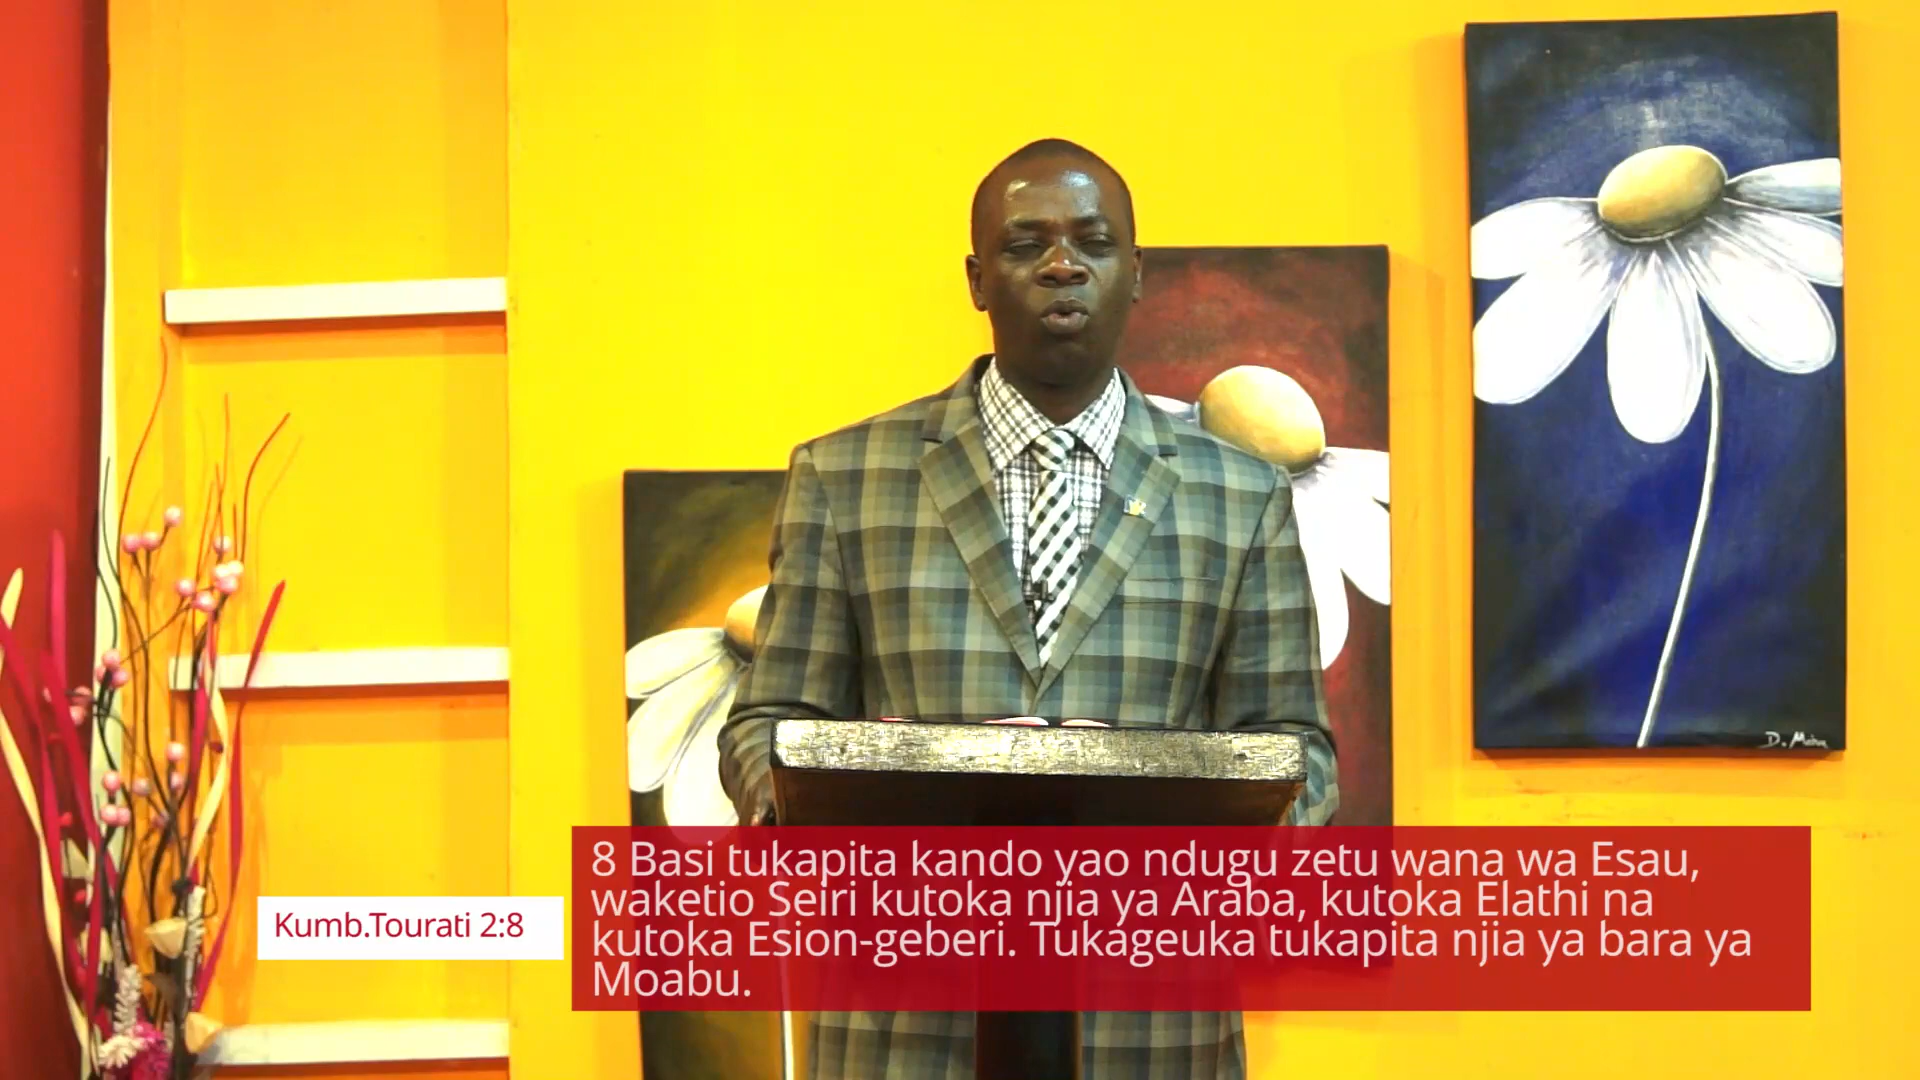 Kumb.Tourati 2:8
8 Basi tukapita kando yao ndugu zetu wana wa Esau,
waketio Seiri kutoka njia ya Araba, kutoka Elathi na
kutoka Esion-geberi. Tukageuka tukapita njia ya bara ya
Moabu.